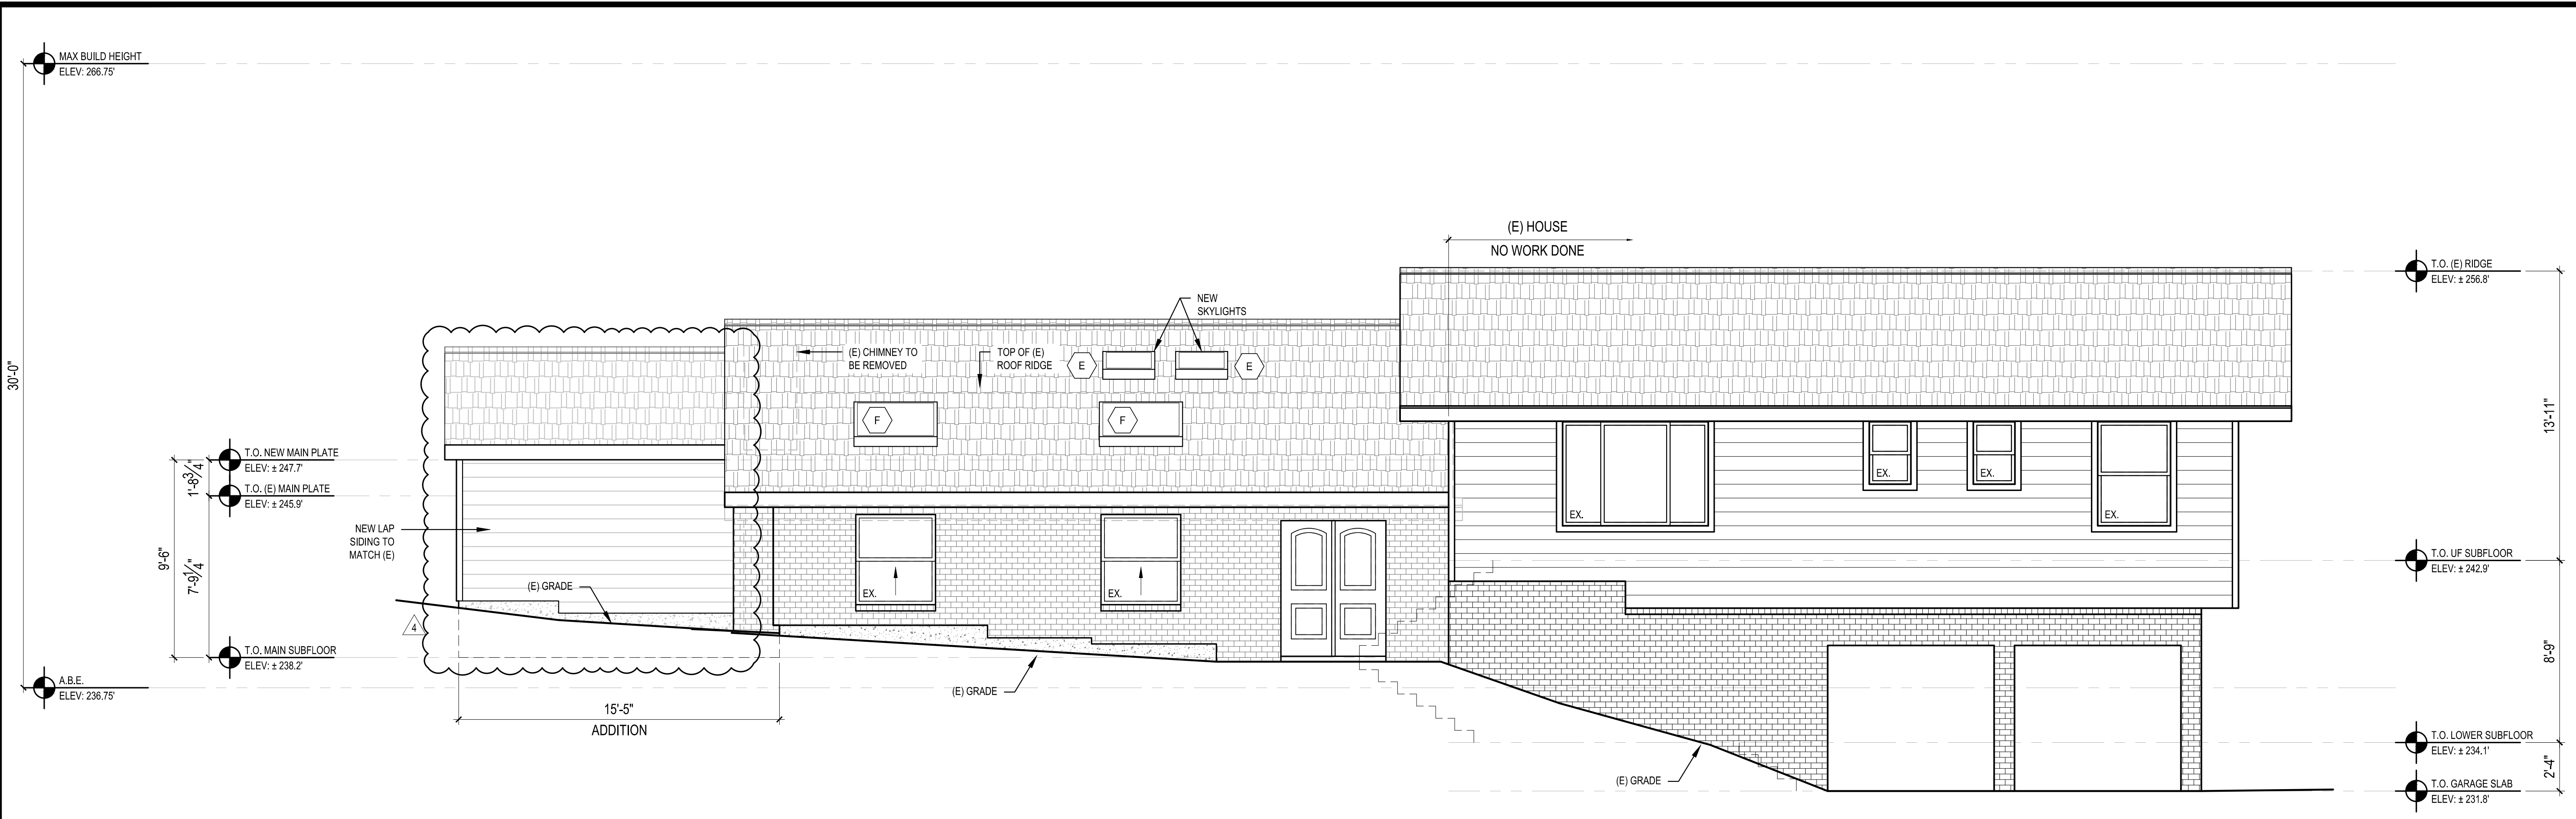 MAX BUILD HEIGHT
ELEV: 266.75'
30'-0"
(E) HOUSE
NO WORK DONE
T.O. (E) RIDGE
ELEV: ± 256.8'
NEW
SKYLIGHTS
(E) CHIMNEY TO
BE REMOVED
TOP OF (E)
ROOF RIDGE
E
E
F
F
13'-11"
T.O. NEW MAIN PLATE
ELEV: ± 247.7'
1'-8 3/4"
T.O. (E) MAIN PLATE
ELEV: ± 245.9'
NEW LAP
SIDING TO
MATCH (E)
9'-6"
7'-9 1/4"
EX.
EX.
EX.
EX.
EX.
EX.
(E) GRADE
4
T.O. UF SUBFLOOR
ELEV: ± 242.9'
T.O. MAIN SUBFLOOR
ELEV: ± 238.2'
A.B.E.
ELEV: 236.75'
15'-5"
ADDITION
(E) GRADE
8'-9"
T.O. LOWER SUBFLOOR
ELEV: ± 234.1'
(E) GRADE
2'-4"
T.O. GARAGE SLAB
ELEV: ± 231.8'